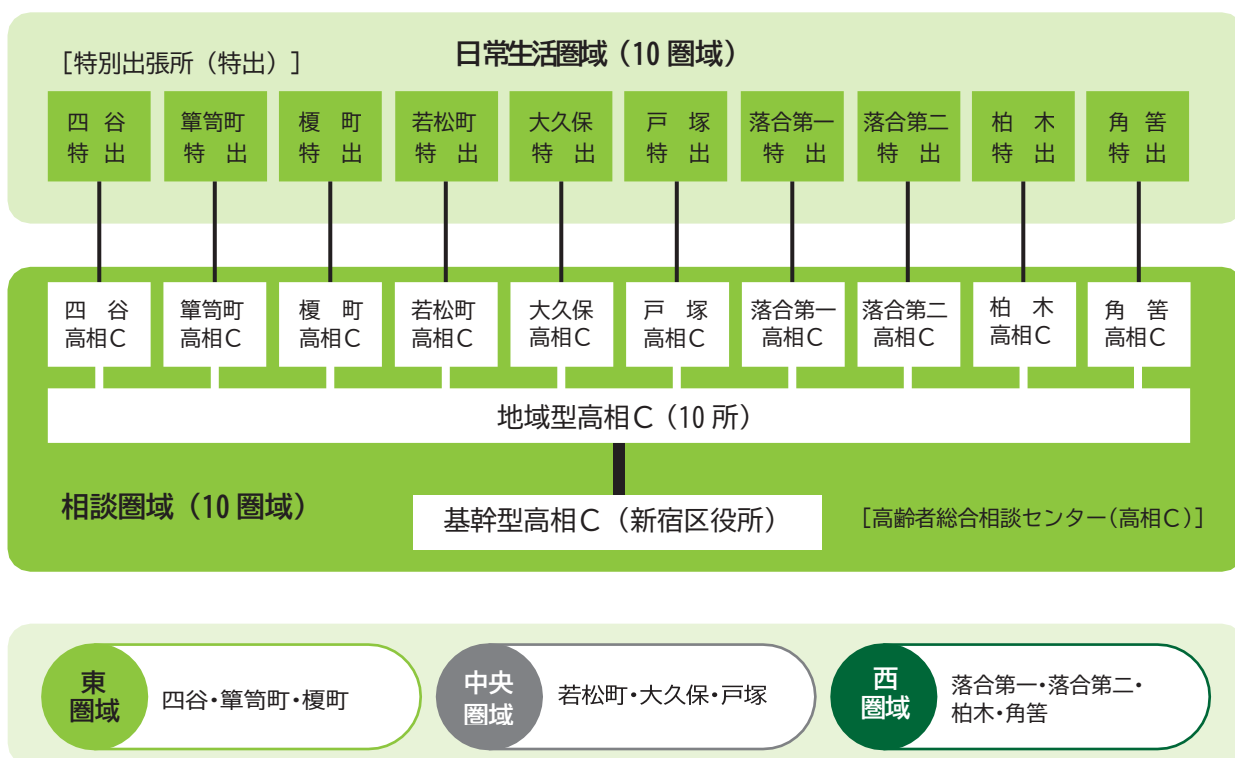 日常生活圏域（10圏域）
［特別出張所（特出）］
四谷
特出
簞笥町
特出
榎町
特出
若松町
特出
大久保
特出
戸塚
特出
落合第一
特出
落合第二
特出
柏木
特出
角筈
特出
四谷
高相C
簞笥町
高相C
榎町
高相C
若松町
高相C
大久保
高相C
戸塚
高相C
落合第一
高相C
落合第二
高相C
柏木
高相C
角筈
高相C
地域型高相C（10所）
相談圏域（10圏域）
基幹型高相C（新宿区役所）
［高齢者総合相談センター（高相C）］
東
圏域
四谷・簞笥町・榎町
中央
圏域
若松町・大久保・戸塚
西
圏域
落合第一・落合第二・
柏木・角筈